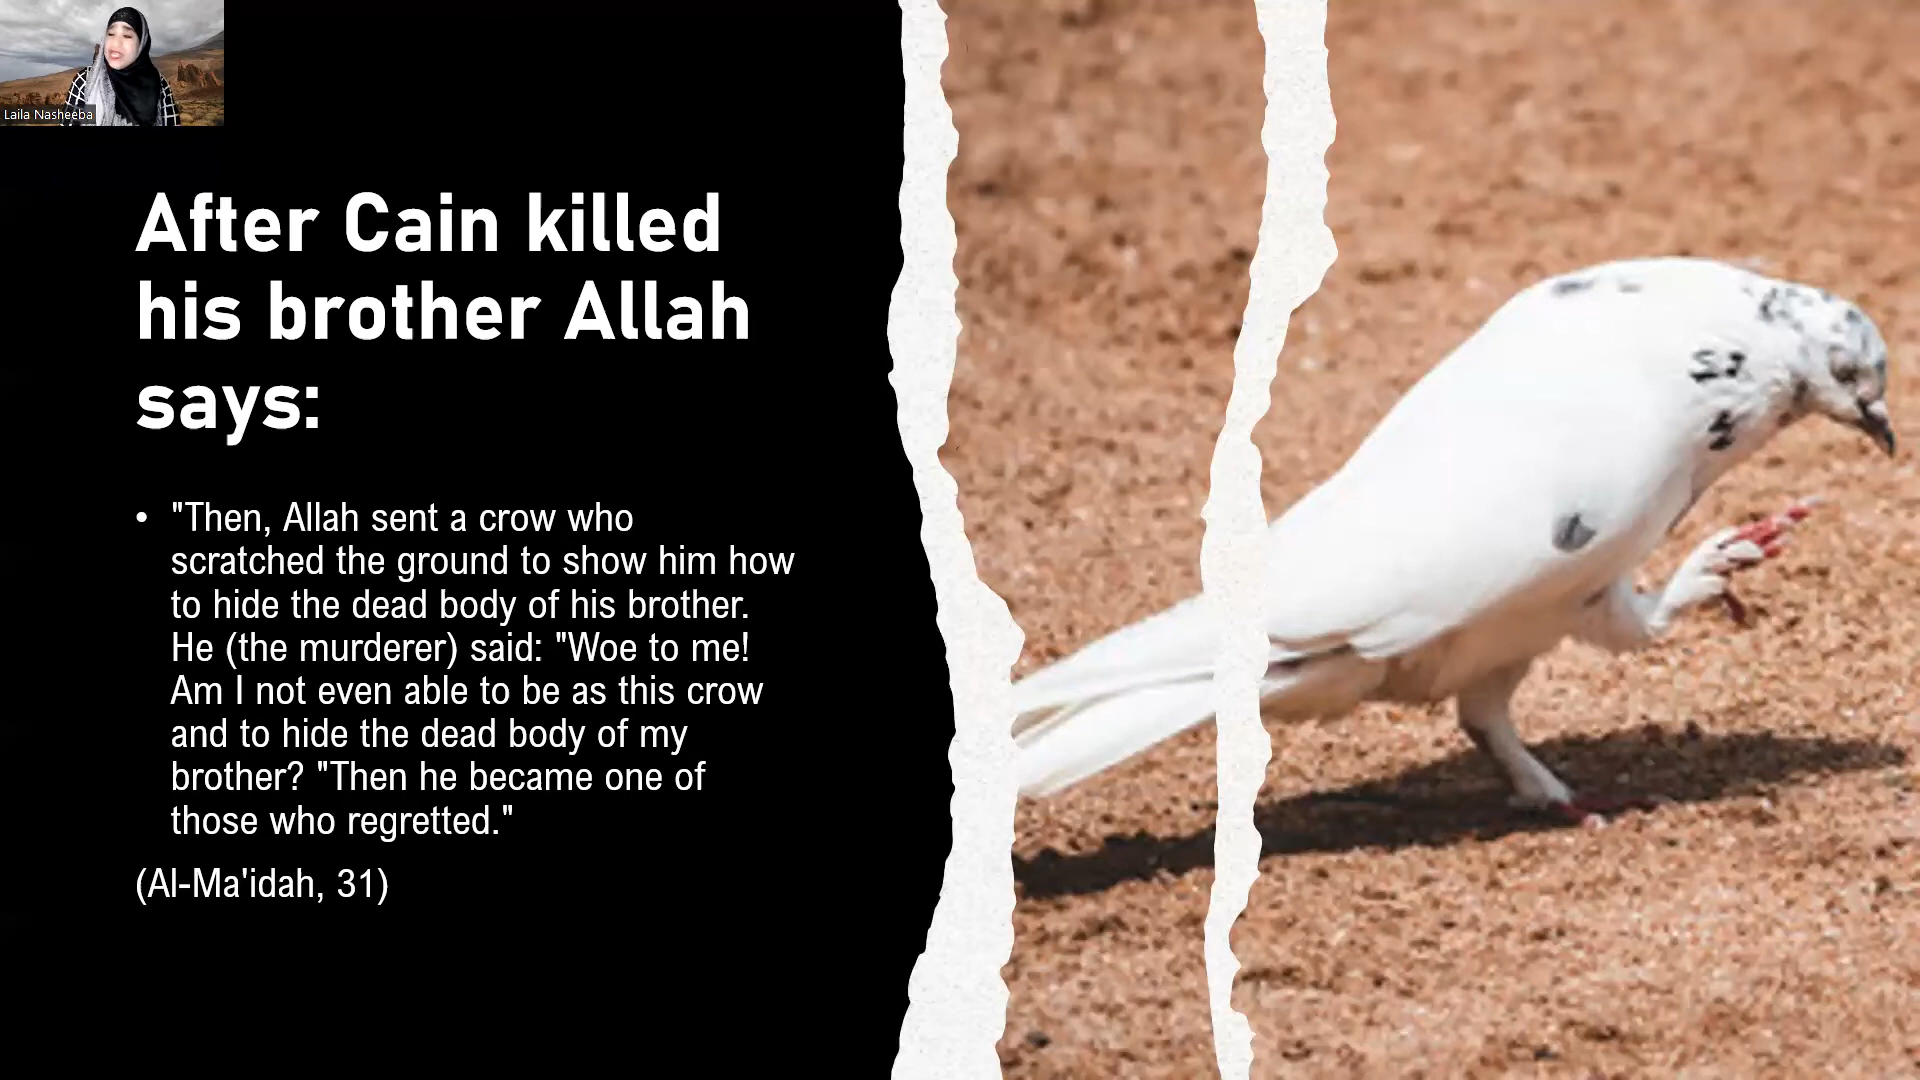 Laila Nasheeba
After Cain killed
his brother Allah
says:
• "Then, Allah sent a crow who
scratched the ground to show him how
to hide the dead body of his brother.
He (the murderer) said: "Woe to me!
Am I not even able to be as this crow
and to hide the dead body of my
brother? "Then he became one of
those who regretted."
(Al-Ma'idah, 31)